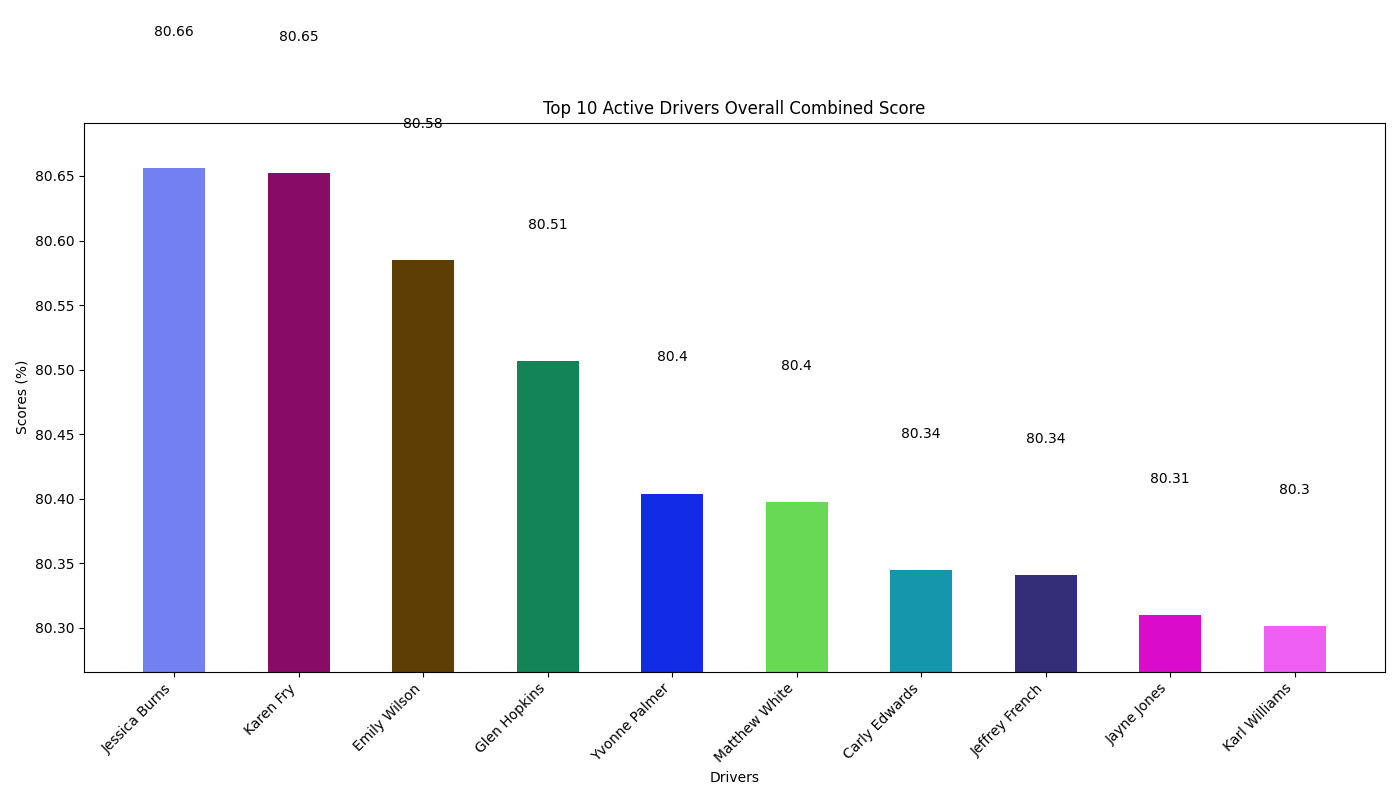 80.66
80.65
Top 10 Active Drivers Overall Combined Score
80.58
80.65
80.60
80.51
80.55
80.50
80.4
80.4
Scores (%)
80.45
80.34
80.34
80.40
80.31
80.3
80.35
80.30
Jessica Burns
Karen Fry
Emily Wilson
Glen Hopkins
Yvonne Palmer
Matthew White
Carly Edwards
Jeffrey French
Jayne Jones
Karl Williams
Drivers